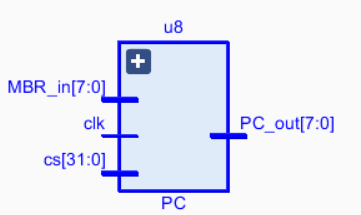 u8
MBR_in[7:0]
clk
PC_out[7:0]
cs[31:0]
PC